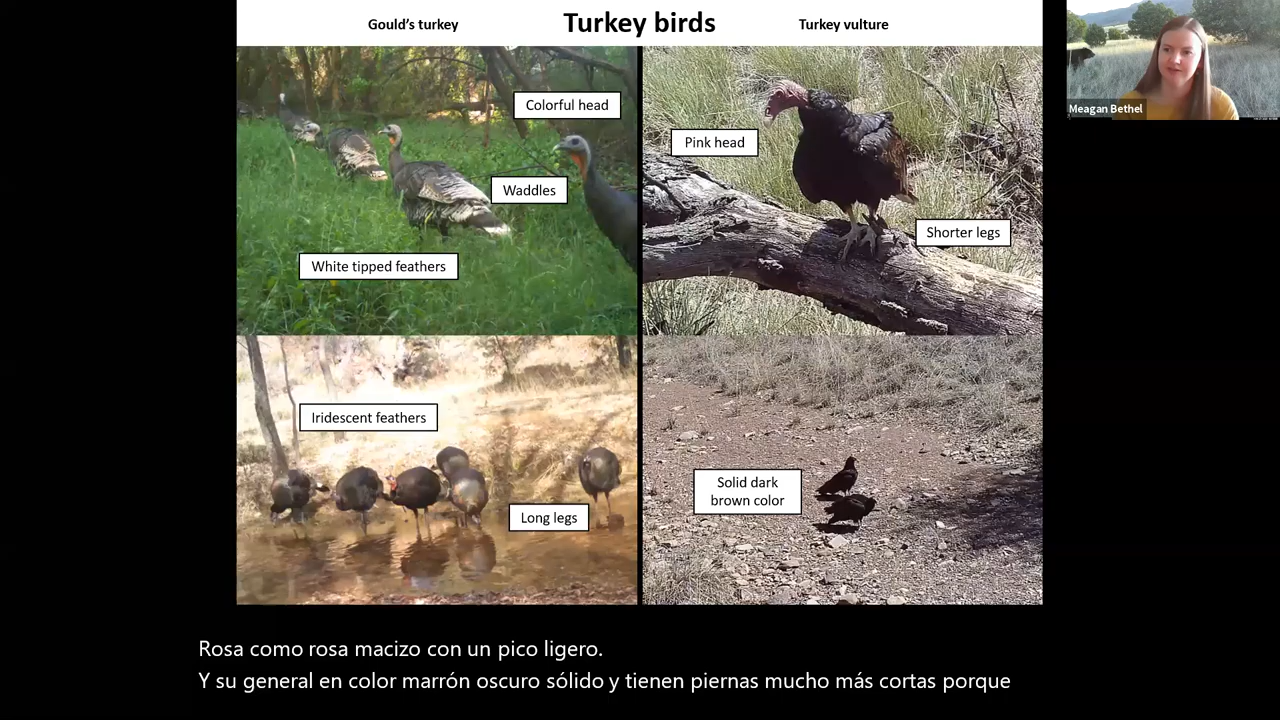 Gould's turkey
Turkey birds
Turkey vulture
Colorful head
Waddles
White tipped feathers
Pink head
Shorter legs
Iridescent feathers
Long legs
Solid dark
brown color
Meagan Bethel
Rosa como rosa macizo con un pico ligero.
Y su general en color marrón oscuro sólido y tienen piernas mucho más cortas porque